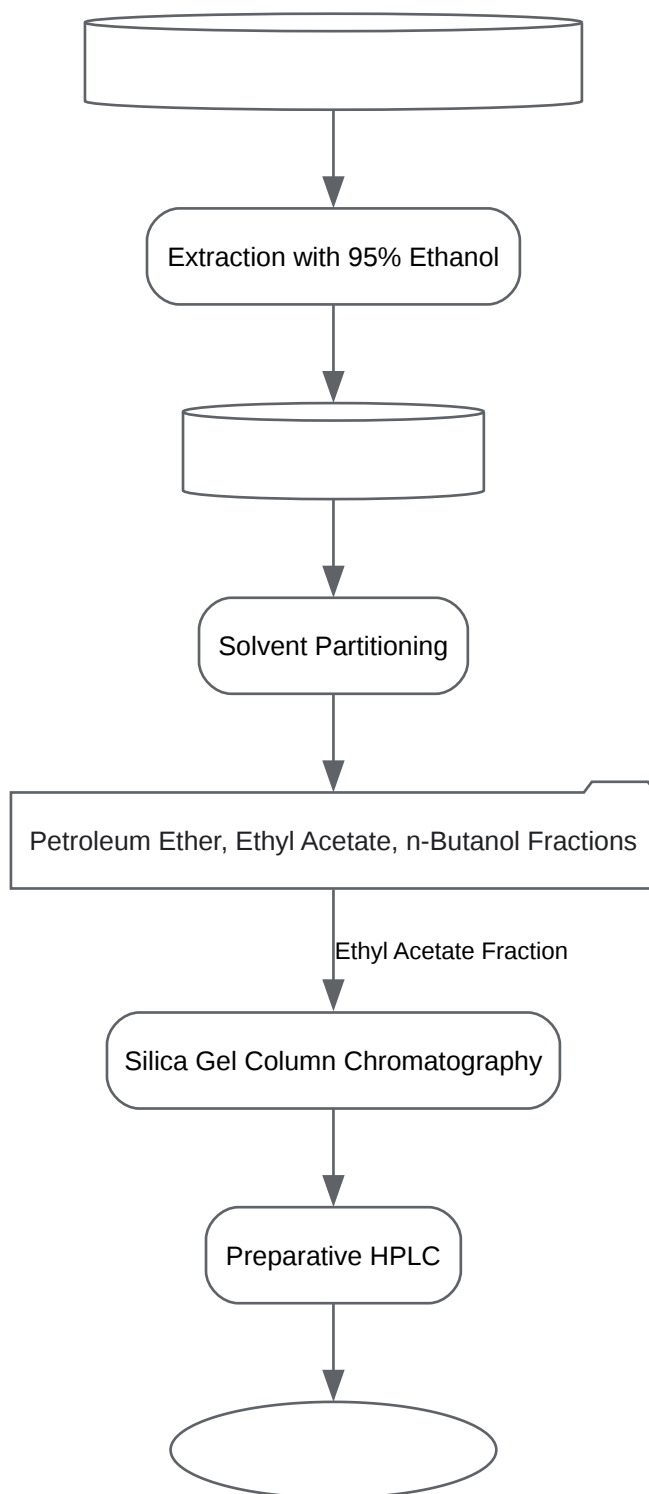 Extraction with 95% Ethanol
Solvent Partitioning
Petroleum Ether, Ethyl Acetate, n-Butanol Fractions
Ethyl Acetate Fraction
Silica Gel Column Chromatography
Preparative HPLC